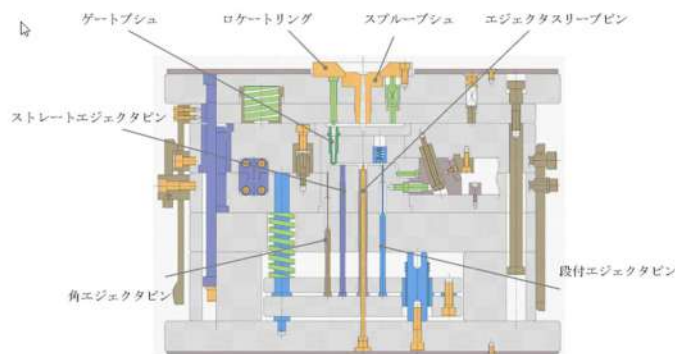 ゲートブシュ
ロケートリング
スプルーブシュ
エジェクタスリーブピン
ストレートエジェクタピン
角エジェクタピン
段付エジェクタピン